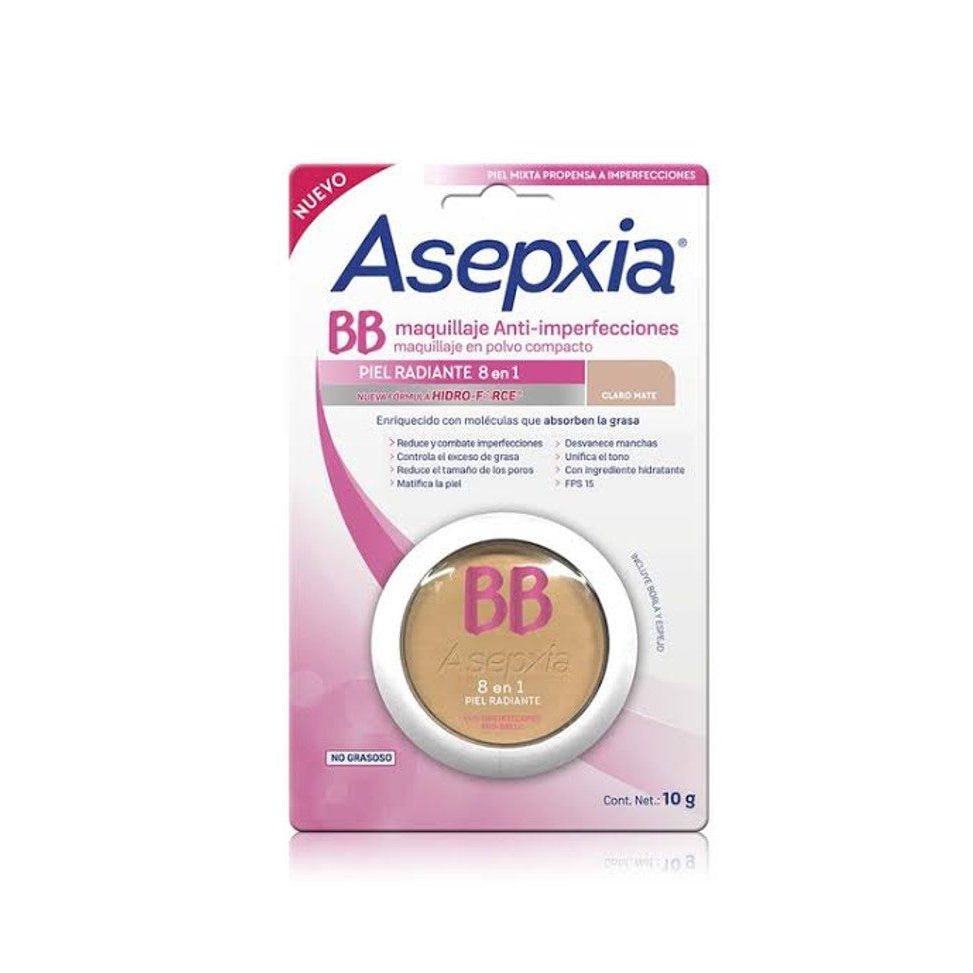 NUEVO
PIEL MIXTA PROPENSA A IMPERFECCIONES
Asepxia®
BB maquillaje Anti-imperfecciones
maquillaje en polvo compacto
PIEL RADIANTE 8 en 1
NUEVA FÓRMULA HIDRO-FORCE
CLARO MATE
Enriquecido con moléculas que absorben la grasa
Reduce y combate imperfecciones
Controla el exceso de grasa
Reduce el tamaño de los poros
Matifica la piel
Desvanece manchas
Unifica el tono
Con ingrediente hidratante
FPS 15
INCLUYE BORLA Y ESPEJO
BB
Asepxia
8 en 1
PIEL RADIANTE
NO GRASOSO
Cont. Net.: 10 g